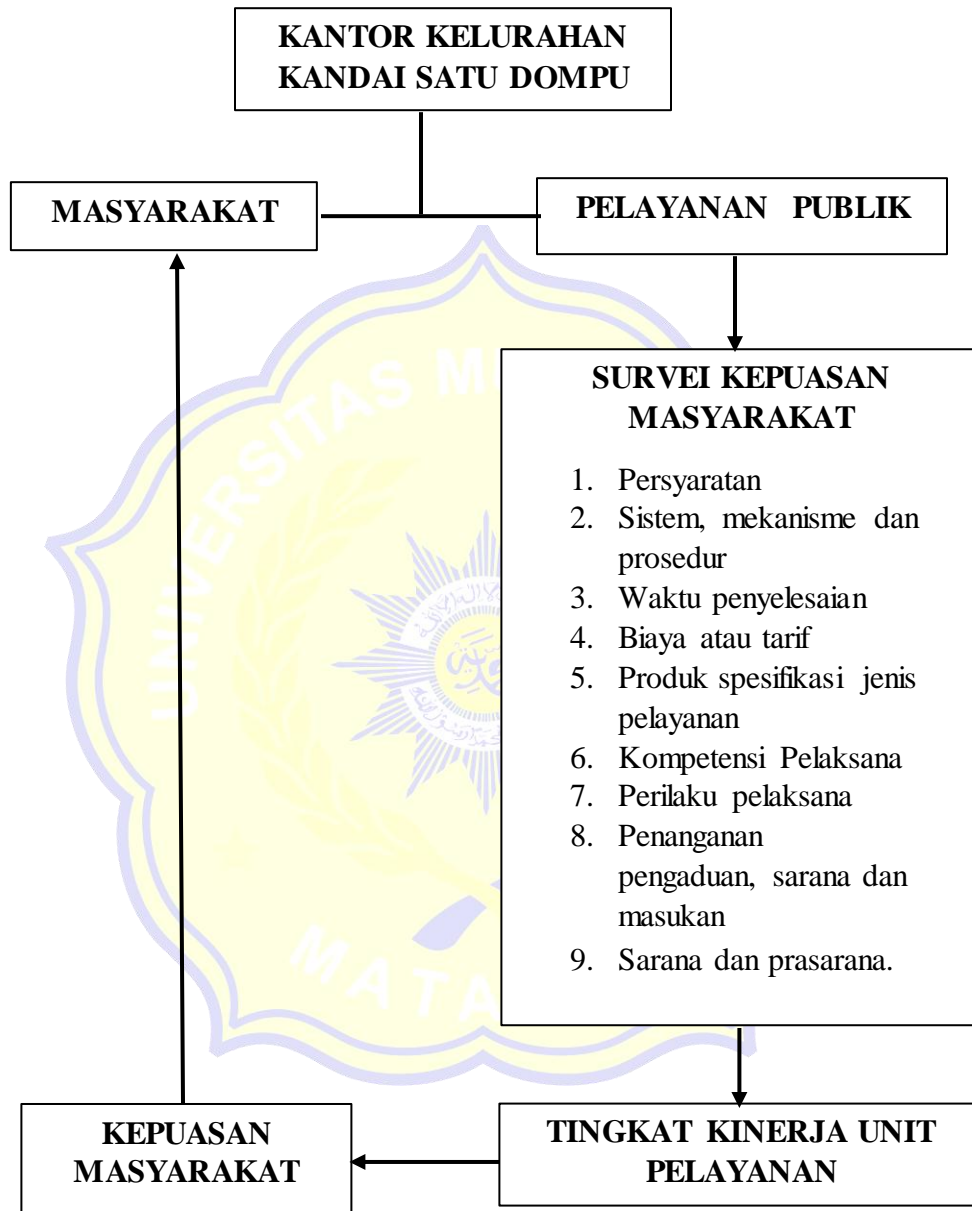 KANTOR KELURAHAN
KANDAI SATU DOMPU
MASYARAKAT
PELAYANAN PUBLIK
SURVEI KEPUASAN
MASYARAKAT
1. Persyaratan
2. Sistem, mekanisme dan
prosedur
3. Waktu penyelesaian
4. Biaya atau tarif
5. Produk spesifikasi jenis
pelayanan
6. Kompetensi Pelaksana
7. Perilaku pelaksana
8. Penanganan
pengaduan, sarana dan
masukan
9. Sarana dan prasarana.
KEPUASAN
MASYARAKAT
TINGKAT KINERJA UNIT
PELAYANAN
UNIVERSITAS M
MATA